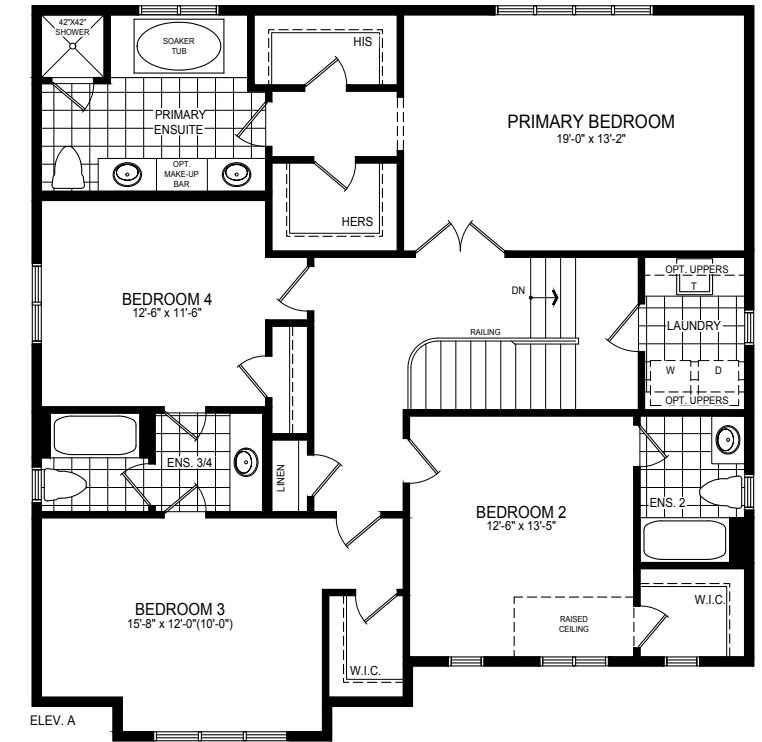 42"X42"
SHOWER
SOAKER
TUB
HIS
PRIMARY
ENSUITE
PRIMARY BEDROOM
19'-0" x 13'-2"
OPT.
MAKE-UP
BAR
HERS
BEDROOM 4
12'-6" x 11'-6"
DN
RAILING
OPT. UPPERS
T
LAUNDRY
W
D
OPT. UPPERS
ENS. 3/4
LINEN
BEDROOM 2
12'-6" x 13'-5"
ENS. 2
BEDROOM 3
15'-8" x 12'-0"(10'-0")
W.I.C.
RAISED
CEILING
W.I.C.
ELEV. A